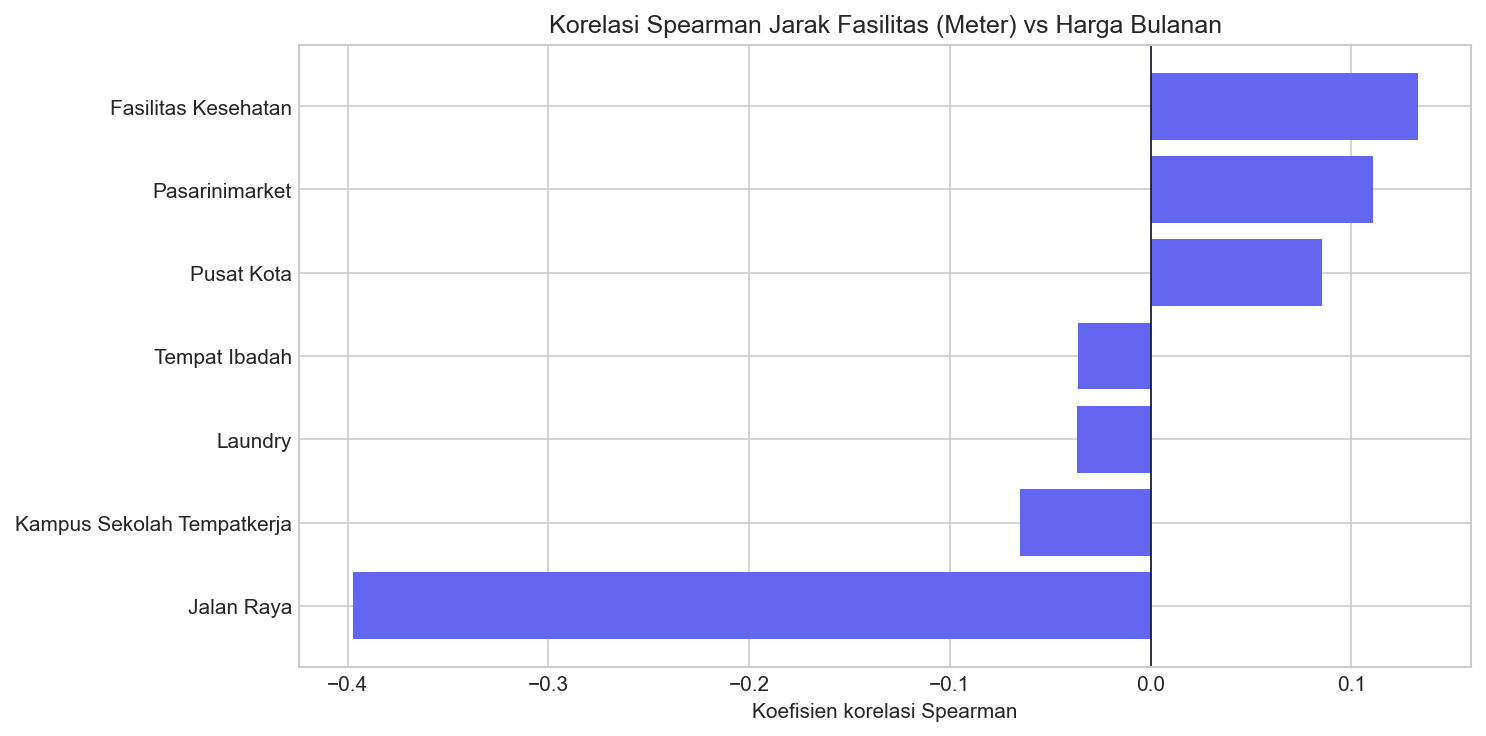 Korelasi Spearman Jarak Fasilitas (Meter) vs Harga Bulanan
Fasilitas Kesehatan
Pasarinimarket
Pusat Kota
Tempat Ibadah
Laundry
Kampus Sekolah Tempatkerja
Jalan Raya
−0.4 −0.3 −0.2 −0.1 0.0 0.1
Koefisien korelasi Spearman